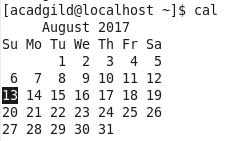 [acadgild@localhost ~]$ cal
August 2017
Su Mo Tu We Th Fr Sa
1 2 3 4 5
6 7 8 9 10 11 12
13 14 15 16 17 18 19
20 21 22 23 24 25 26
27 28 29 30 31